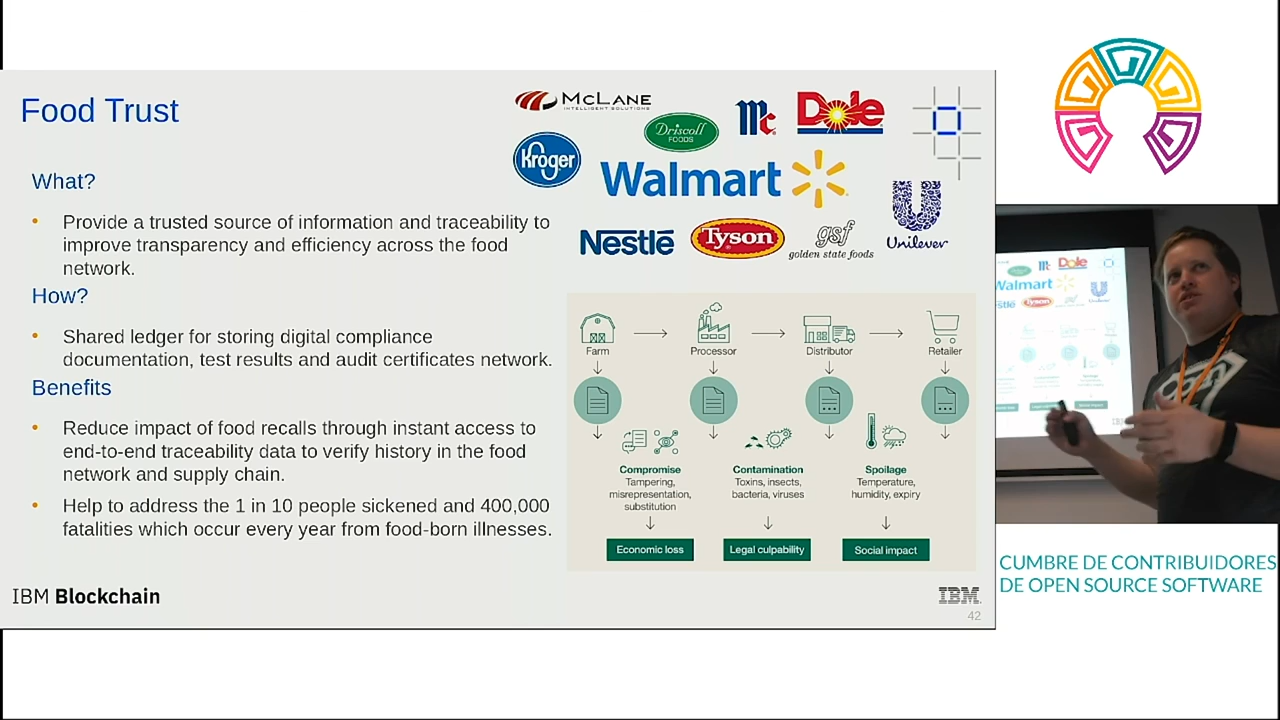 Food Trust
McLANE
INTELLIGENT SOLUTIONS
Driscoll
FOODS
Mc
Dole
Kroger
Walmart
Nestlé
Tyson
gsf
golden state foods
Unilever
What?
• Provide a trusted source of information and traceability to
improve transparency and efficiency across the food
network.
How?
• Shared ledger for storing digital compliance
documentation, test results and audit certificates network.
Benefits
• Reduce impact of food recalls through instant access to
end-to-end traceability data to verify history in the food
network and supply chain.
• Help to address the 1 in 10 people sickened and 400,000
fatalities which occur every year from food-born illnesses.
Farm
Processor
Distributor
Retailer
Compromise
Tampering,
misrepresentation,
substitution
Contamination
Toxins, insects,
bacteria, viruses
Spoilage
Temperature,
humidity, expiry
Economic loss
Legal culpability
Social impact
IBM Blockchain
IBM
42
Dole
Walmart
Tyson
CUMBRE DE CONTRIBUIDORES
DE OPEN SOURCE SOFTWARE